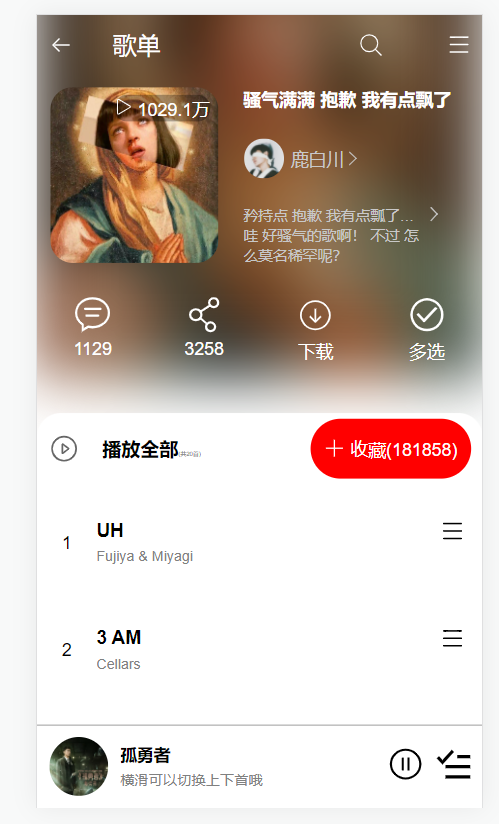 歌单
1029.1万
骚气满满 抱歉 我有点飘了
鹿白川
矜持点 抱歉 我有点飘了...
哇 好骚气的歌啊! 不过 怎
么莫名稀罕呢?
1129
3258
下载
多选
播放全部(共20首)
收藏(181858)
1
UH
Fujiya & Miyagi
2
3 AM
Cellars
孤勇者
横滑可以切换上下首哦